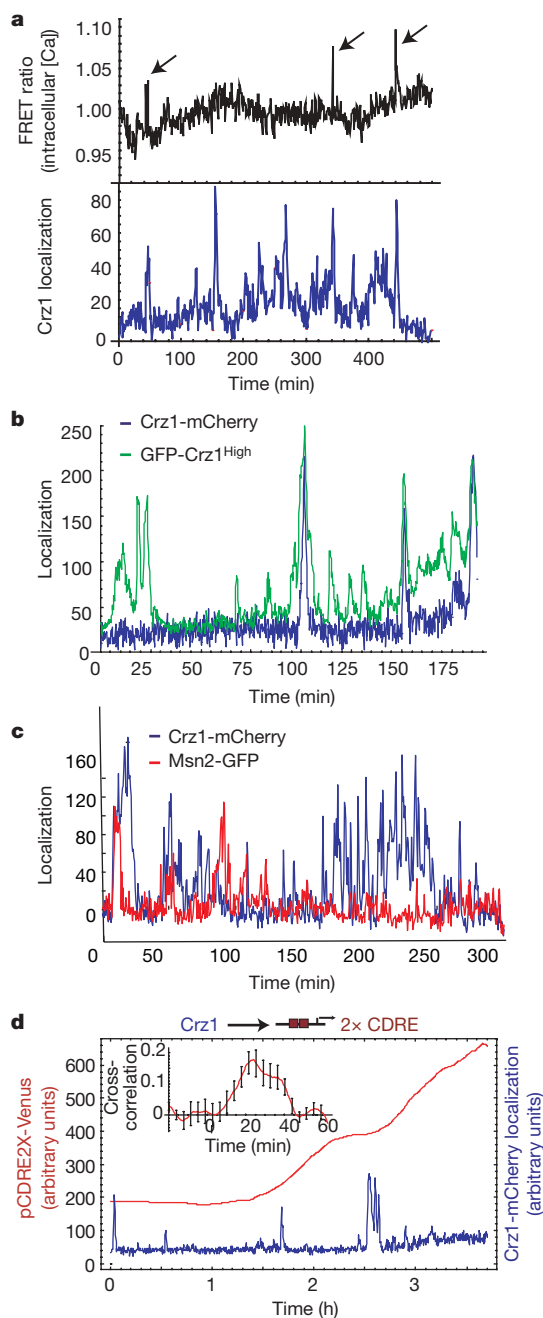 a
1.10
1.05
1.00
0.95
FRET ratio
(intracellular [Ca])
80
60
40
20
0
Crz1 localization
0 100 200 300 400
Time (min)
b
Crz1-mCherry
GFP-Crz1High
250
200
150
100
50
0
Localization
0 25 50 75 100 125 150 175
Time (min)
c
Crz1-mCherry
Msn2-GFP
160
120
80
40
0
Localization
0 50 100 150 200 250 300
Time (min)
d
Crz1 2× CDRE
600
500
400
300
200
100
0
pCDRE2X-Venus
(arbitrary units)
0.2
0.1
0
Cross-
correlation
0 20 40 60
Time (min)
Crz1-mCherry localization
(arbitrary units)
0 1 2 3
Time (h)